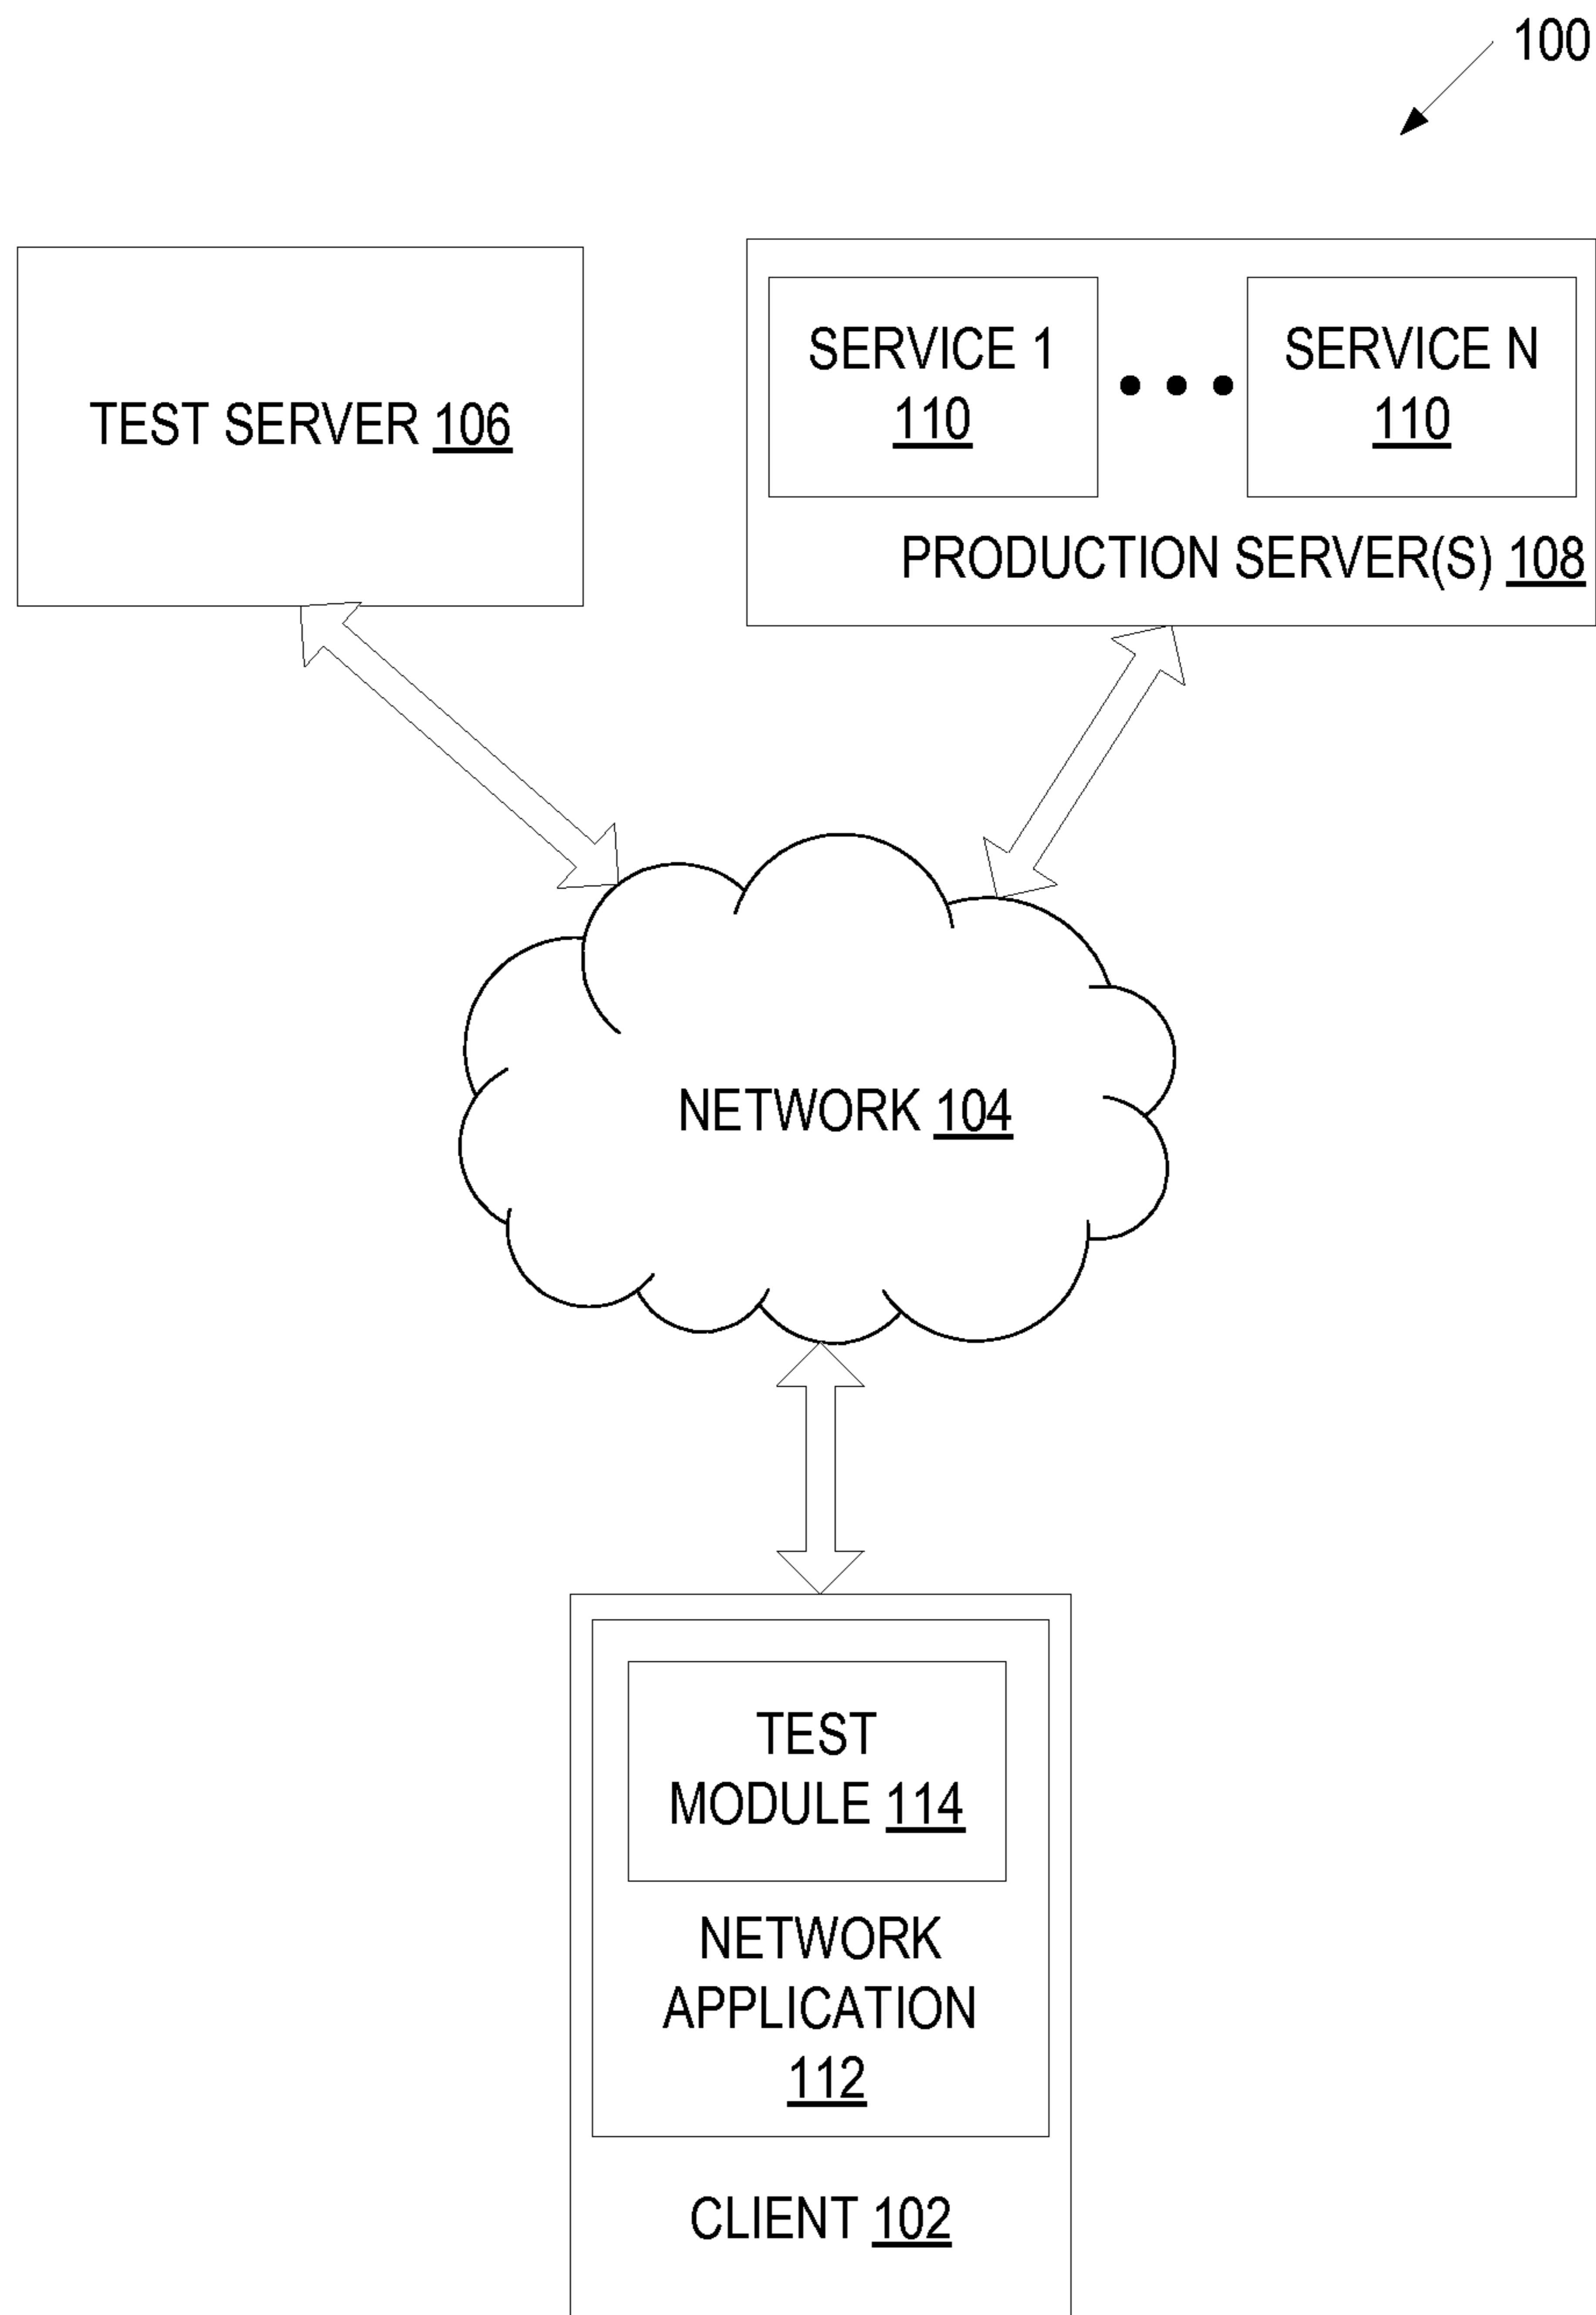 100
TEST SERVER 106
SERVICE 1
110
SERVICE N
110
PRODUCTION SERVER(S) 108
NETWORK 104
TEST
MODULE 114
NETWORK
APPLICATION
112
CLIENT 102